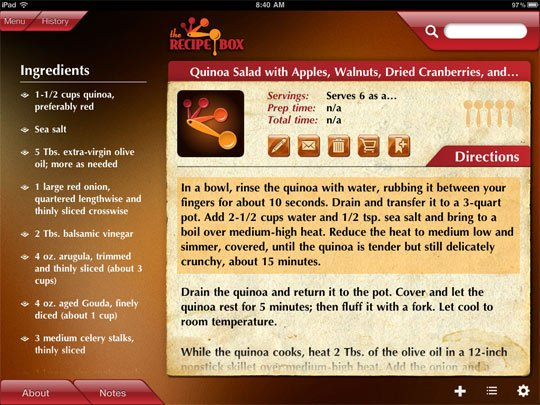 iPad
8:40 AM
97%
Menu
History
the
RECIPE BOX
Ingredients
1-1/2 cups quinoa,
preferably red
Sea salt
5 Tbs. extra-virgin olive
oil; more as needed
1 large red onion,
quartered lengthwise and
thinly sliced crosswise
2 Tbs. balsamic vinegar
4 oz. arugula, trimmed
and thinly sliced (about 3
cups)
4 oz. aged Gouda, finely
diced (about 1 cup)
3 medium celery stalks,
thinly sliced
Quinoa Salad with Apples, Walnuts, Dried Cranberries, and…
Servings: Serves 6 as a…
Prep time: n/a
Total time: n/a
Directions
In a bowl, rinse the quinoa with water, rubbing it between your
fingers for about 10 seconds. Drain and transfer it to a 3-quart
pot. Add 2-1/2 cups water and 1/2 tsp. sea salt and bring to a
boil over medium-high heat. Reduce the heat to medium low and
simmer, covered, until the quinoa is tender but still delicately
crunchy, about 15 minutes.
Drain the quinoa and return it to the pot. Cover and let the
quinoa rest for 5 minutes; then fluff it with a fork. Let cool to
room temperature.
While the quinoa cooks, heat 2 Tbs. of the olive oil in a 12-inch
nonstick skillet over medium-high heat. Add the onion and a
About
Notes